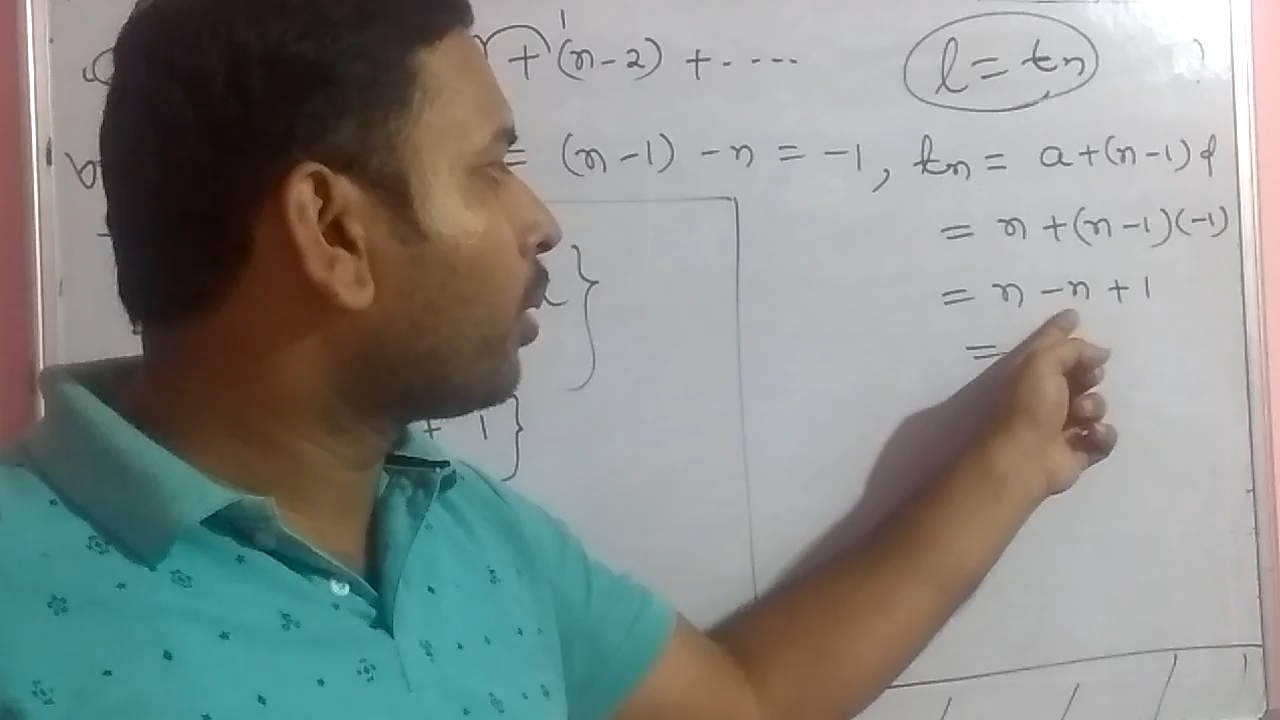 + (n-2) + ....
l = tn
= (n-1) - n = -1, tn = a+(n-1)d
= n + (n-1)(-1)
= n - n + 1
=
+ 1 }